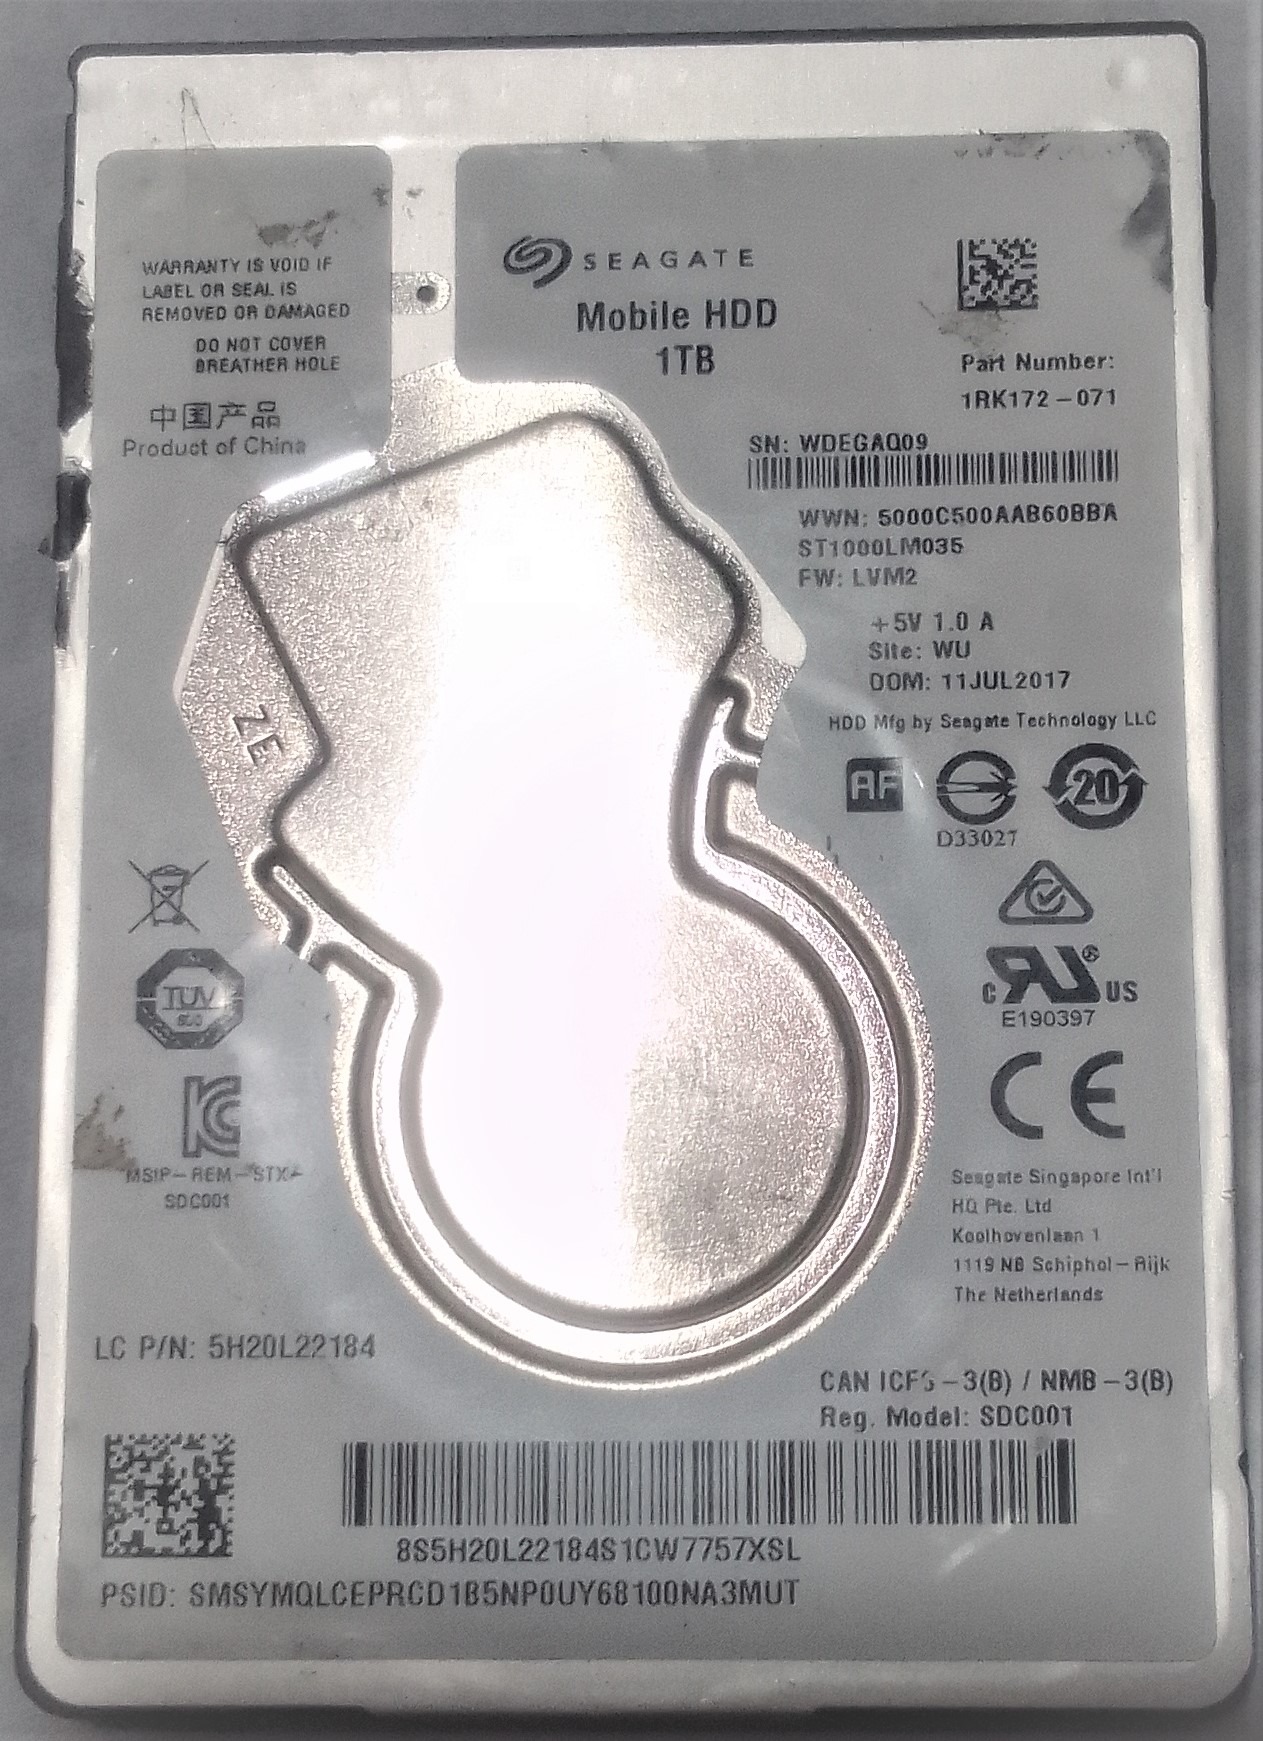 WARRANTY IS VOID IF
LABEL OR SEAL IS
REMOVED OR DAMAGED
DO NOT COVER
BREATHER HOLE
中国产品
Product of China
SEAGATE
Mobile HDD
1TB
Part Number:
1RK172-071
SN: WDEGAQ09
WWN: 5000C500AAB60BBA
ST1000LM035
FW: LVM2
+5V 1.0 A
Site: WU
DOM: 11JUL2017
HDD Mfg by Seagate Technology LLC
AF
20
D33027
ZE
TUV
C RU ® US
E190397
CE
KC
MSIP-REM-STX-
SDC001
Seagate Singapore Int'l
HQ Pte. Ltd
Koolhovenlaan 1
1119 NB Schiphol-Rijk
The Netherlands
LC P/N: 5H20L22184
CAN ICES-3(B) / NMB-3(B)
Reg. Model: SDC001
8S5H20L22184S1CW7757XSL
PSID: SMSYMQLCEPRCD1B5NP0UY68100NA3MUT